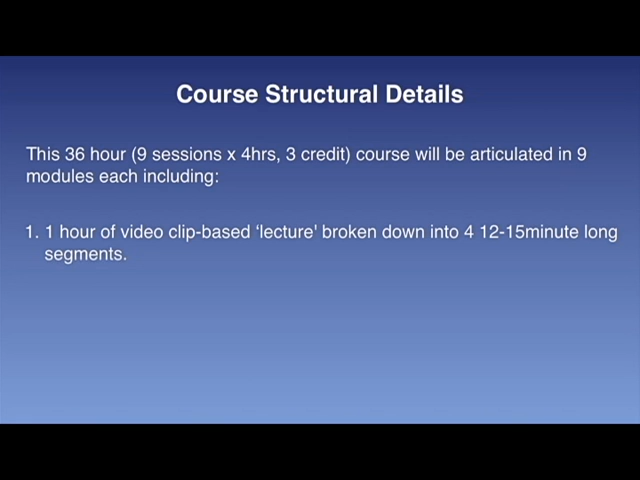 Course Structural Details
This 36 hour (9 sessions x 4hrs, 3 credit) course will be articulated in 9
modules each including:
1. 1 hour of video clip-based ‘lecture' broken down into 4 12-15minute long
segments.